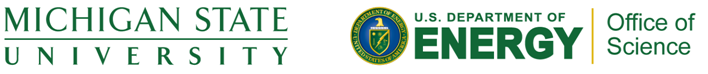 MICHIGAN STATE
UNIVERSITY
U.S. DEPARTMENT OF
ENERGY
Office of
Science